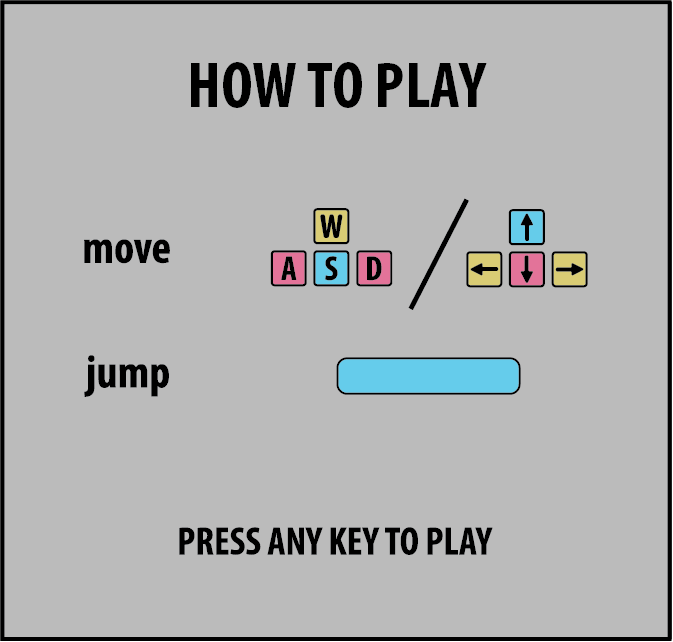 HOW TO PLAY
move
W
A S D
/
↑
← ↓ →
jump
PRESS ANY KEY TO PLAY